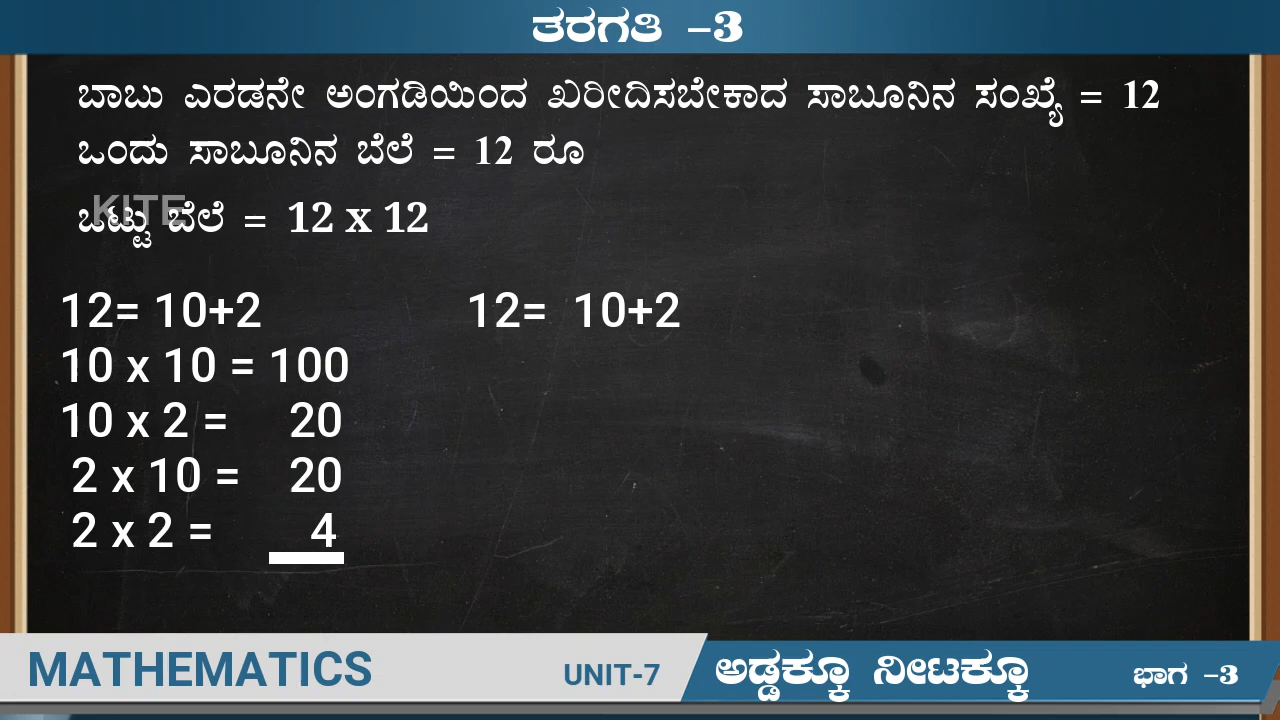 ತರಗತಿ -3
ಬಾಬು ಎರಡನೇ ಅಂಗಡಿಯಿಂದ ಖರೀದಿಸಬೇಕಾದ ಸಾಬೂನಿನ ಸಂಖ್ಯೆ = 12
ಒಂದು ಸಾಬೂನಿನ ಬೆಲೆ = 12 ರೂ
KITE
ಒಟ್ಟು ಬೆಲೆ = 12 x 12
12= 10+2 12= 10+2
10 x 10 = 100
10 x 2 = 20
2 x 10 = 20
2 x 2 = 4
MATHEMATICS UNIT-7 ಅಡ್ಡಕ್ಕೂ ನೀಟಕ್ಕೂ ಭಾಗ -3